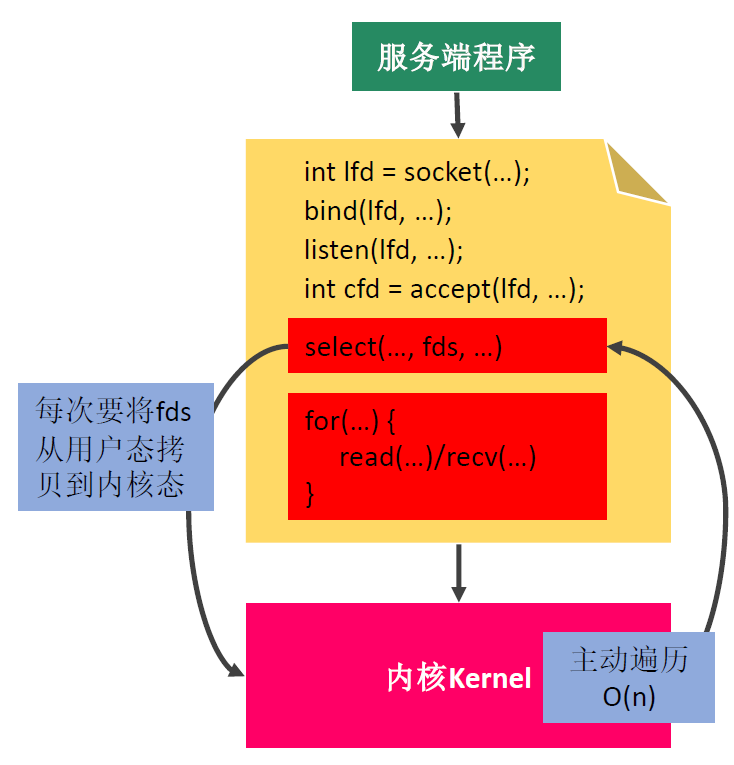 服务端程序
int lfd = socket(...);
bind(lfd, ...);
listen(lfd, ...);
int cfd = accept(lfd, ...);
select(..., fds, ...)
每次要将fds
从用户态拷
贝到内核态
for(...) {
read(...)/recv(...)
}
内核Kernel
主动遍历
O(n)